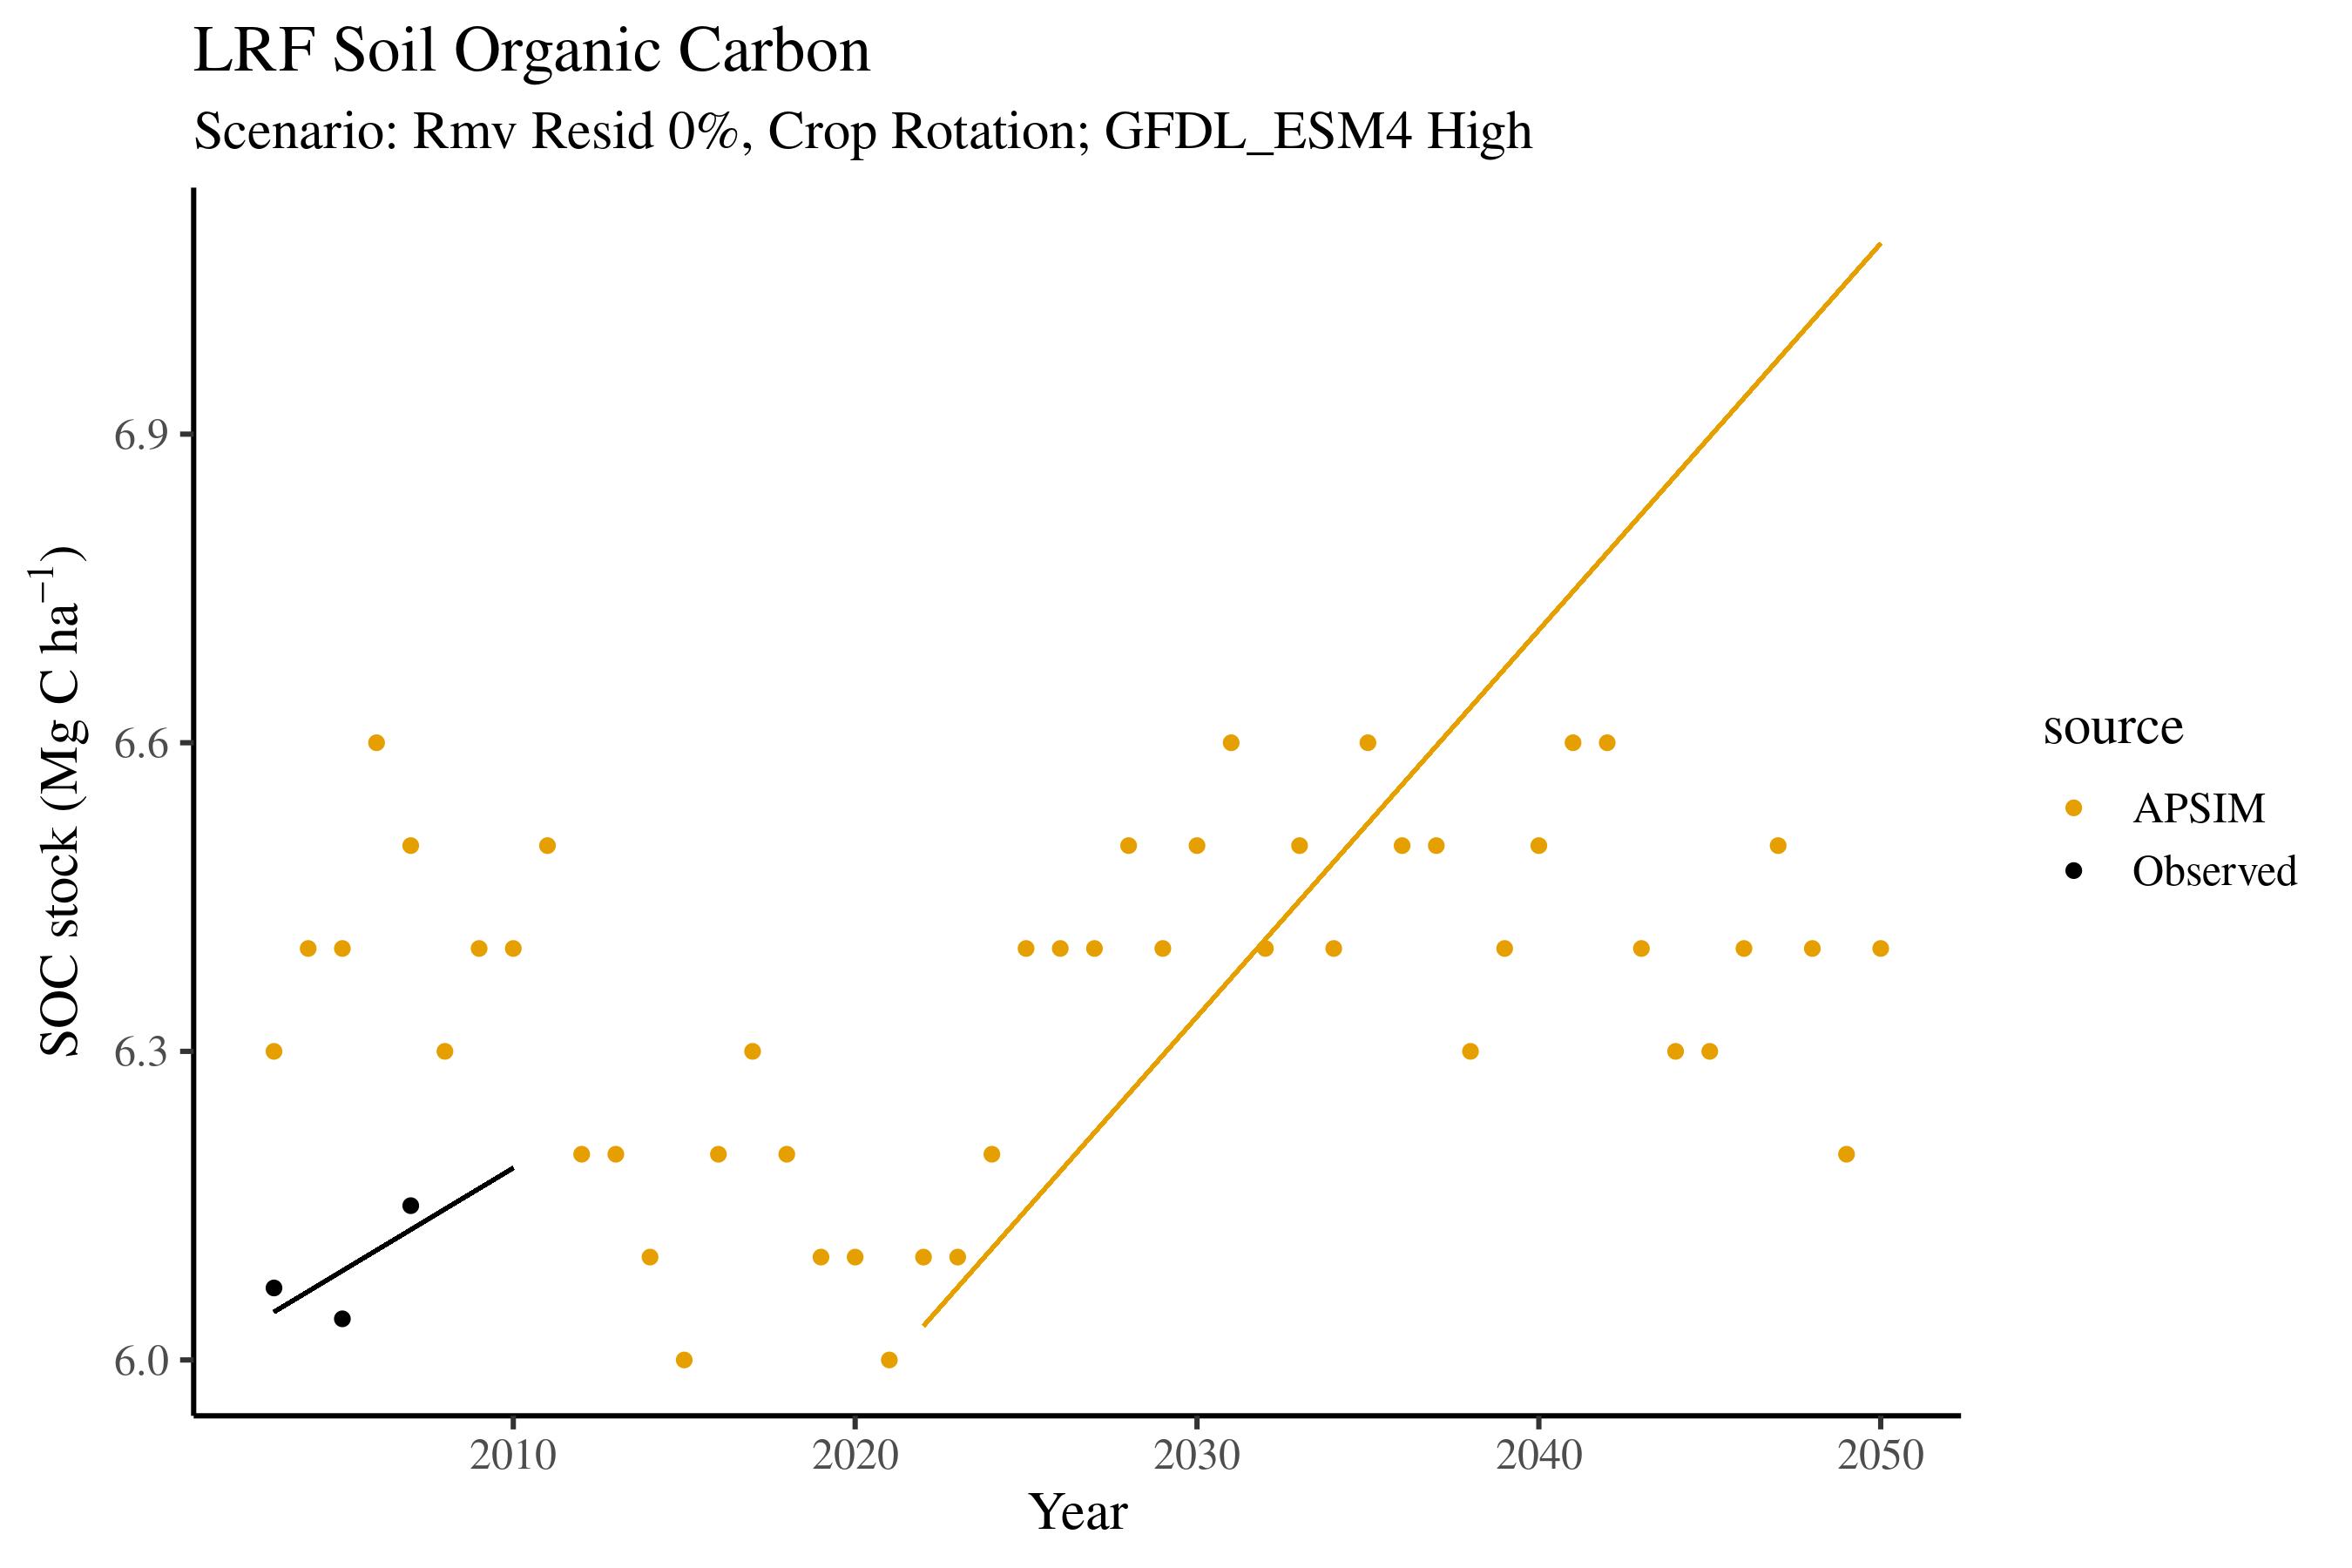 LRF Soil Organic Carbon
Scenario: Rmv Resid 0%, Crop Rotation; GFDL_ESM4 High
SOC stock (Mg C ha⁻¹)
6.9
6.6
6.3
6.0
2010 2020 2030 2040 2050
Year
source
APSIM
Observed